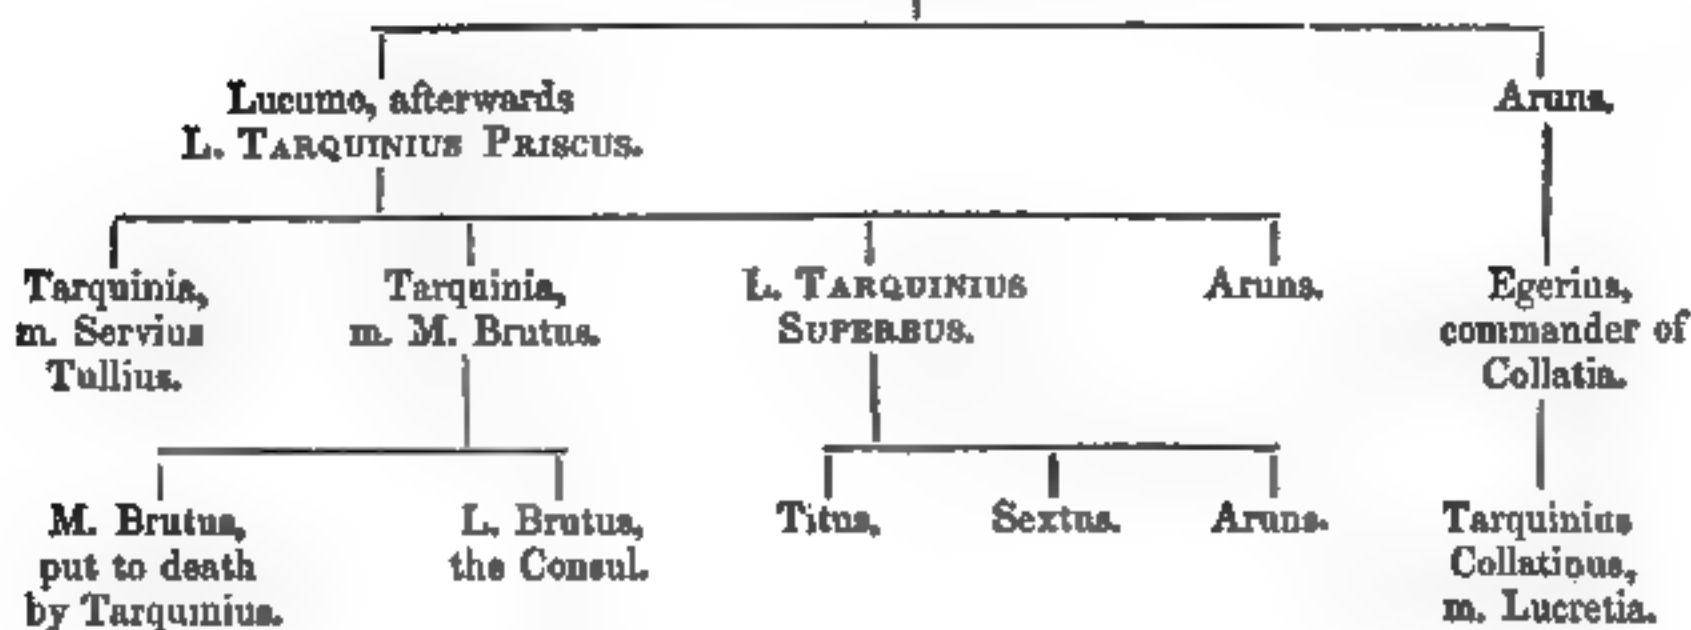 Lucumo, afterwards
L. TARQUINIUS PRISCUS.
Aruns.
Tarquinia,
m. Servius
Tullius.
Tarquinia,
m. M. Brutus.
L. TARQUINIUS
SUPERBUS.
Aruns.
Egerius,
commander of
Collatia.
M. Brutus,
put to death
by Tarquinius.
L. Brutus,
the Consul.
Titus.
Sextus.
Aruns.
Tarquinius
Collatinus,
m. Lucretia.